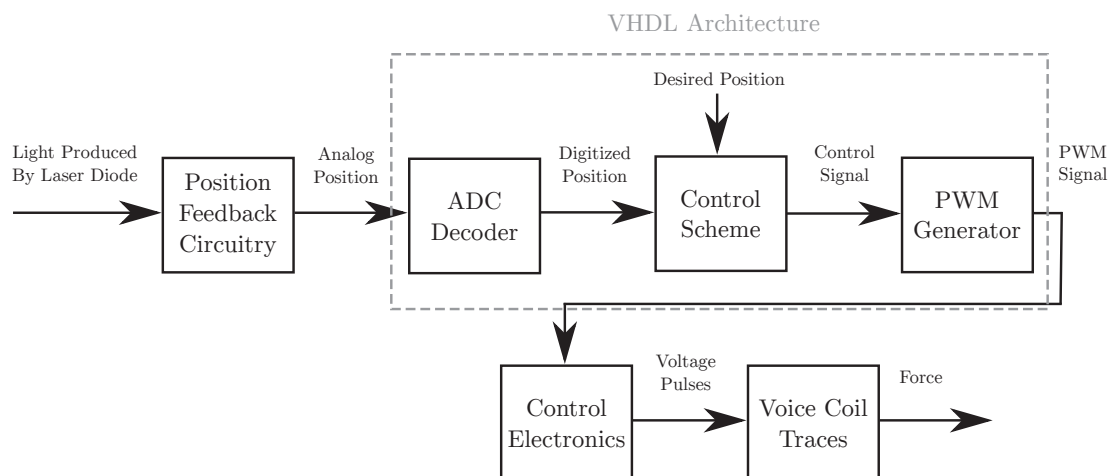 VHDL Architecture
Desired Position
Light Produced
By Laser Diode
Position
Feedback
Circuitry
Analog
Position
ADC
Decoder
Digitized
Position
Control
Scheme
Control
Signal
PWM
Generator
PWM
Signal
Control
Electronics
Voltage
Pulses
Voice Coil
Traces
Force